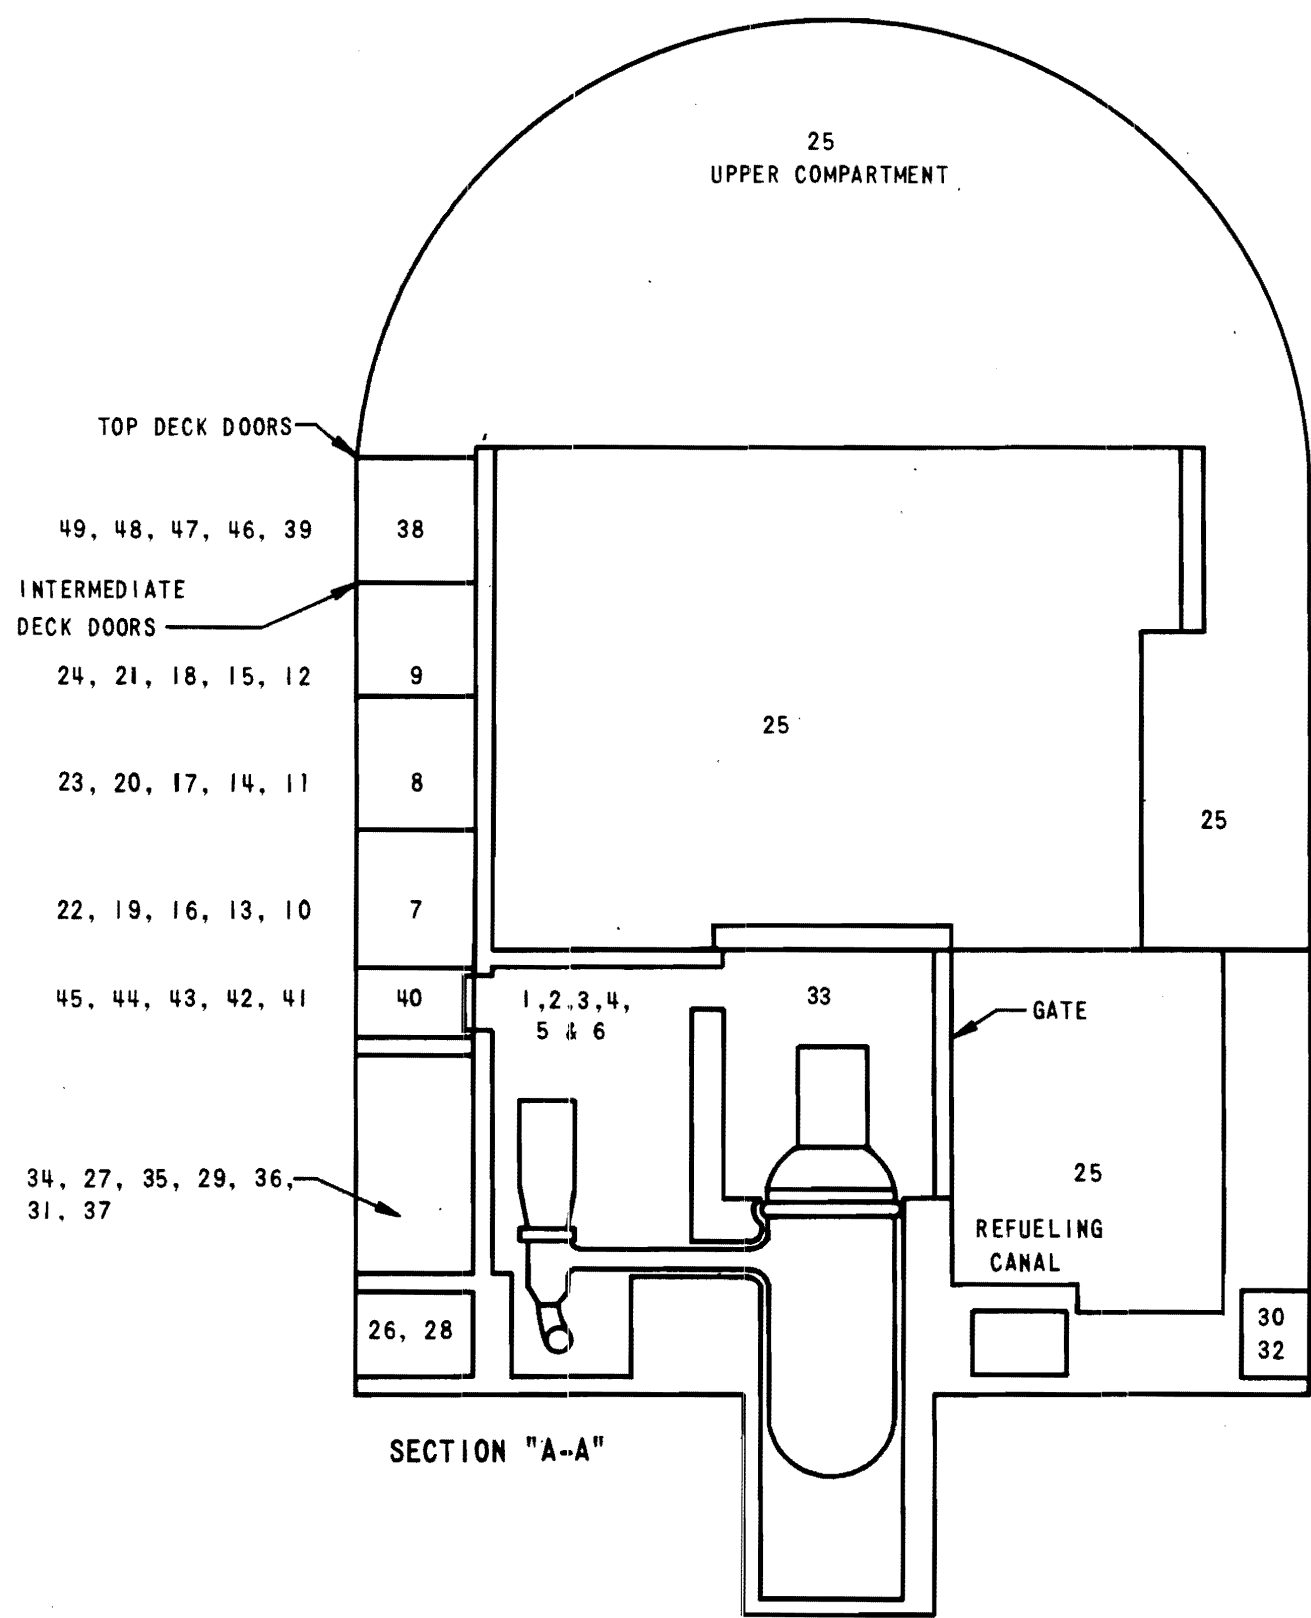 25
UPPER COMPARTMENT
TOP DECK DOORS
49, 48, 47, 46, 39
38
INTERMEDIATE
DECK DOORS
24, 21, 18, 15, 12
9
25
23, 20, 17, 14, 11
8
25
22, 19, 16, 13, 10
7
45, 44, 43, 42, 41
40
1,2,3,4,
5 & 6
33
GATE
34, 27, 35, 29, 36,
31, 37
25
REFUELING
CANAL
26, 28
30
32
SECTION "A-A"